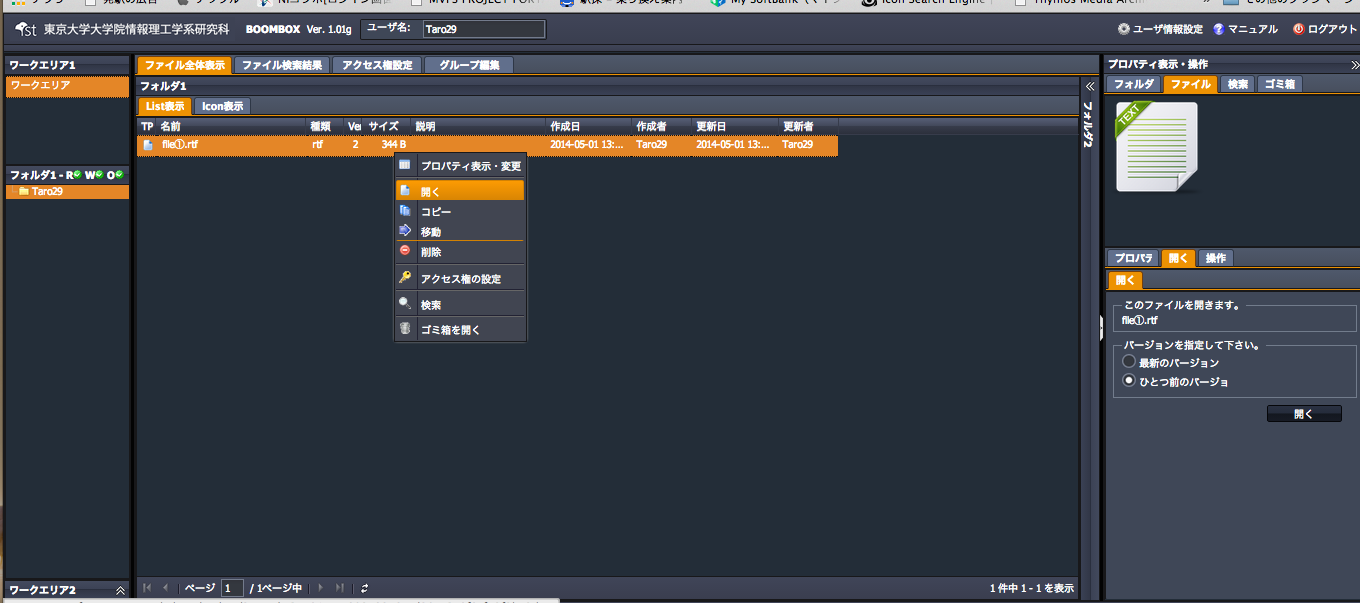 MVFS PROJECT FOR
My Softbank
Icon Search Engine
ist 東京大学大学院情報理工学系研究科 BOOMBOX Ver. 1.01g ユーザ名: Taro29 ユーザ情報設定 マニュアル ログアウト
ワークエリア1
ワークエリア
フォルダ1 - R W O
Taro29
ワークエリア2
ファイル全体表示 ファイル検索結果 アクセス権設定 グループ編集
フォルダ1
List表示 Icon表示
TP 名前 種類 Ver サイズ 説明 作成日 作成者 更新日 更新者
file①.rtf rtf 2 344 B 2014-05-01 13:... Taro29 2014-05-01 13:... Taro29
プロパティ表示・変更
開く
コピー
移動
削除
アクセス権の設定
検索
ゴミ箱を開く
ページ 1 / 1ページ中
1 件中 1 - 1 を表示
フォルダ2
プロパティ表示・操作
フォルダ ファイル 検索 ゴミ箱
TEXT
プロパラ 開く 操作
開く
このファイルを開きます。
file①.rtf
バージョンを指定して下さい。
最新のバージョン
ひとつ前のバージョ
開く